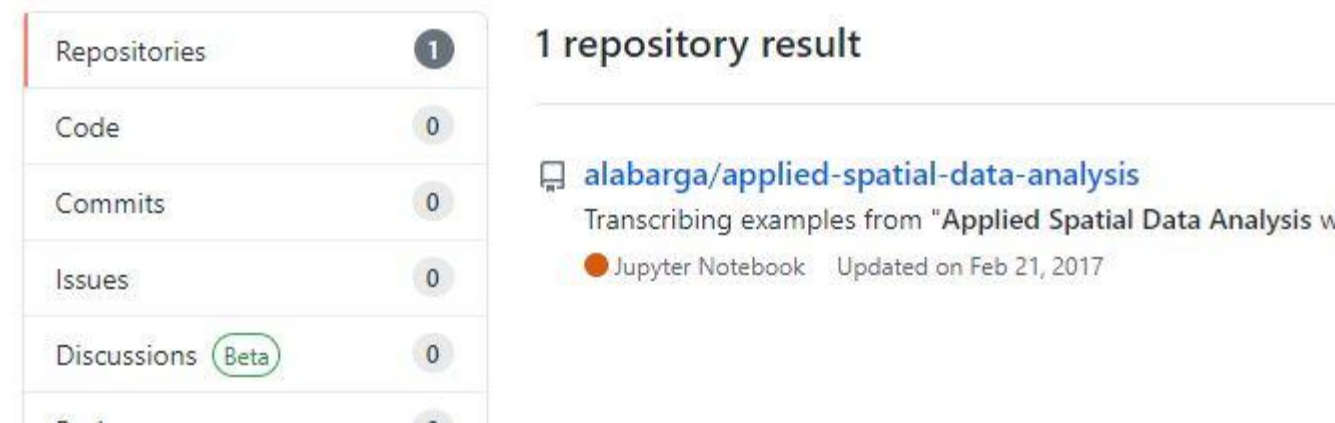 Repositories 1
Code 0
Commits 0
Issues 0
Discussions Beta 0
1 repository result
alabarga/applied-spatial-data-analysis
Transcribing examples from "Applied Spatial Data Analysis w
Jupyter Notebook Updated on Feb 21, 2017